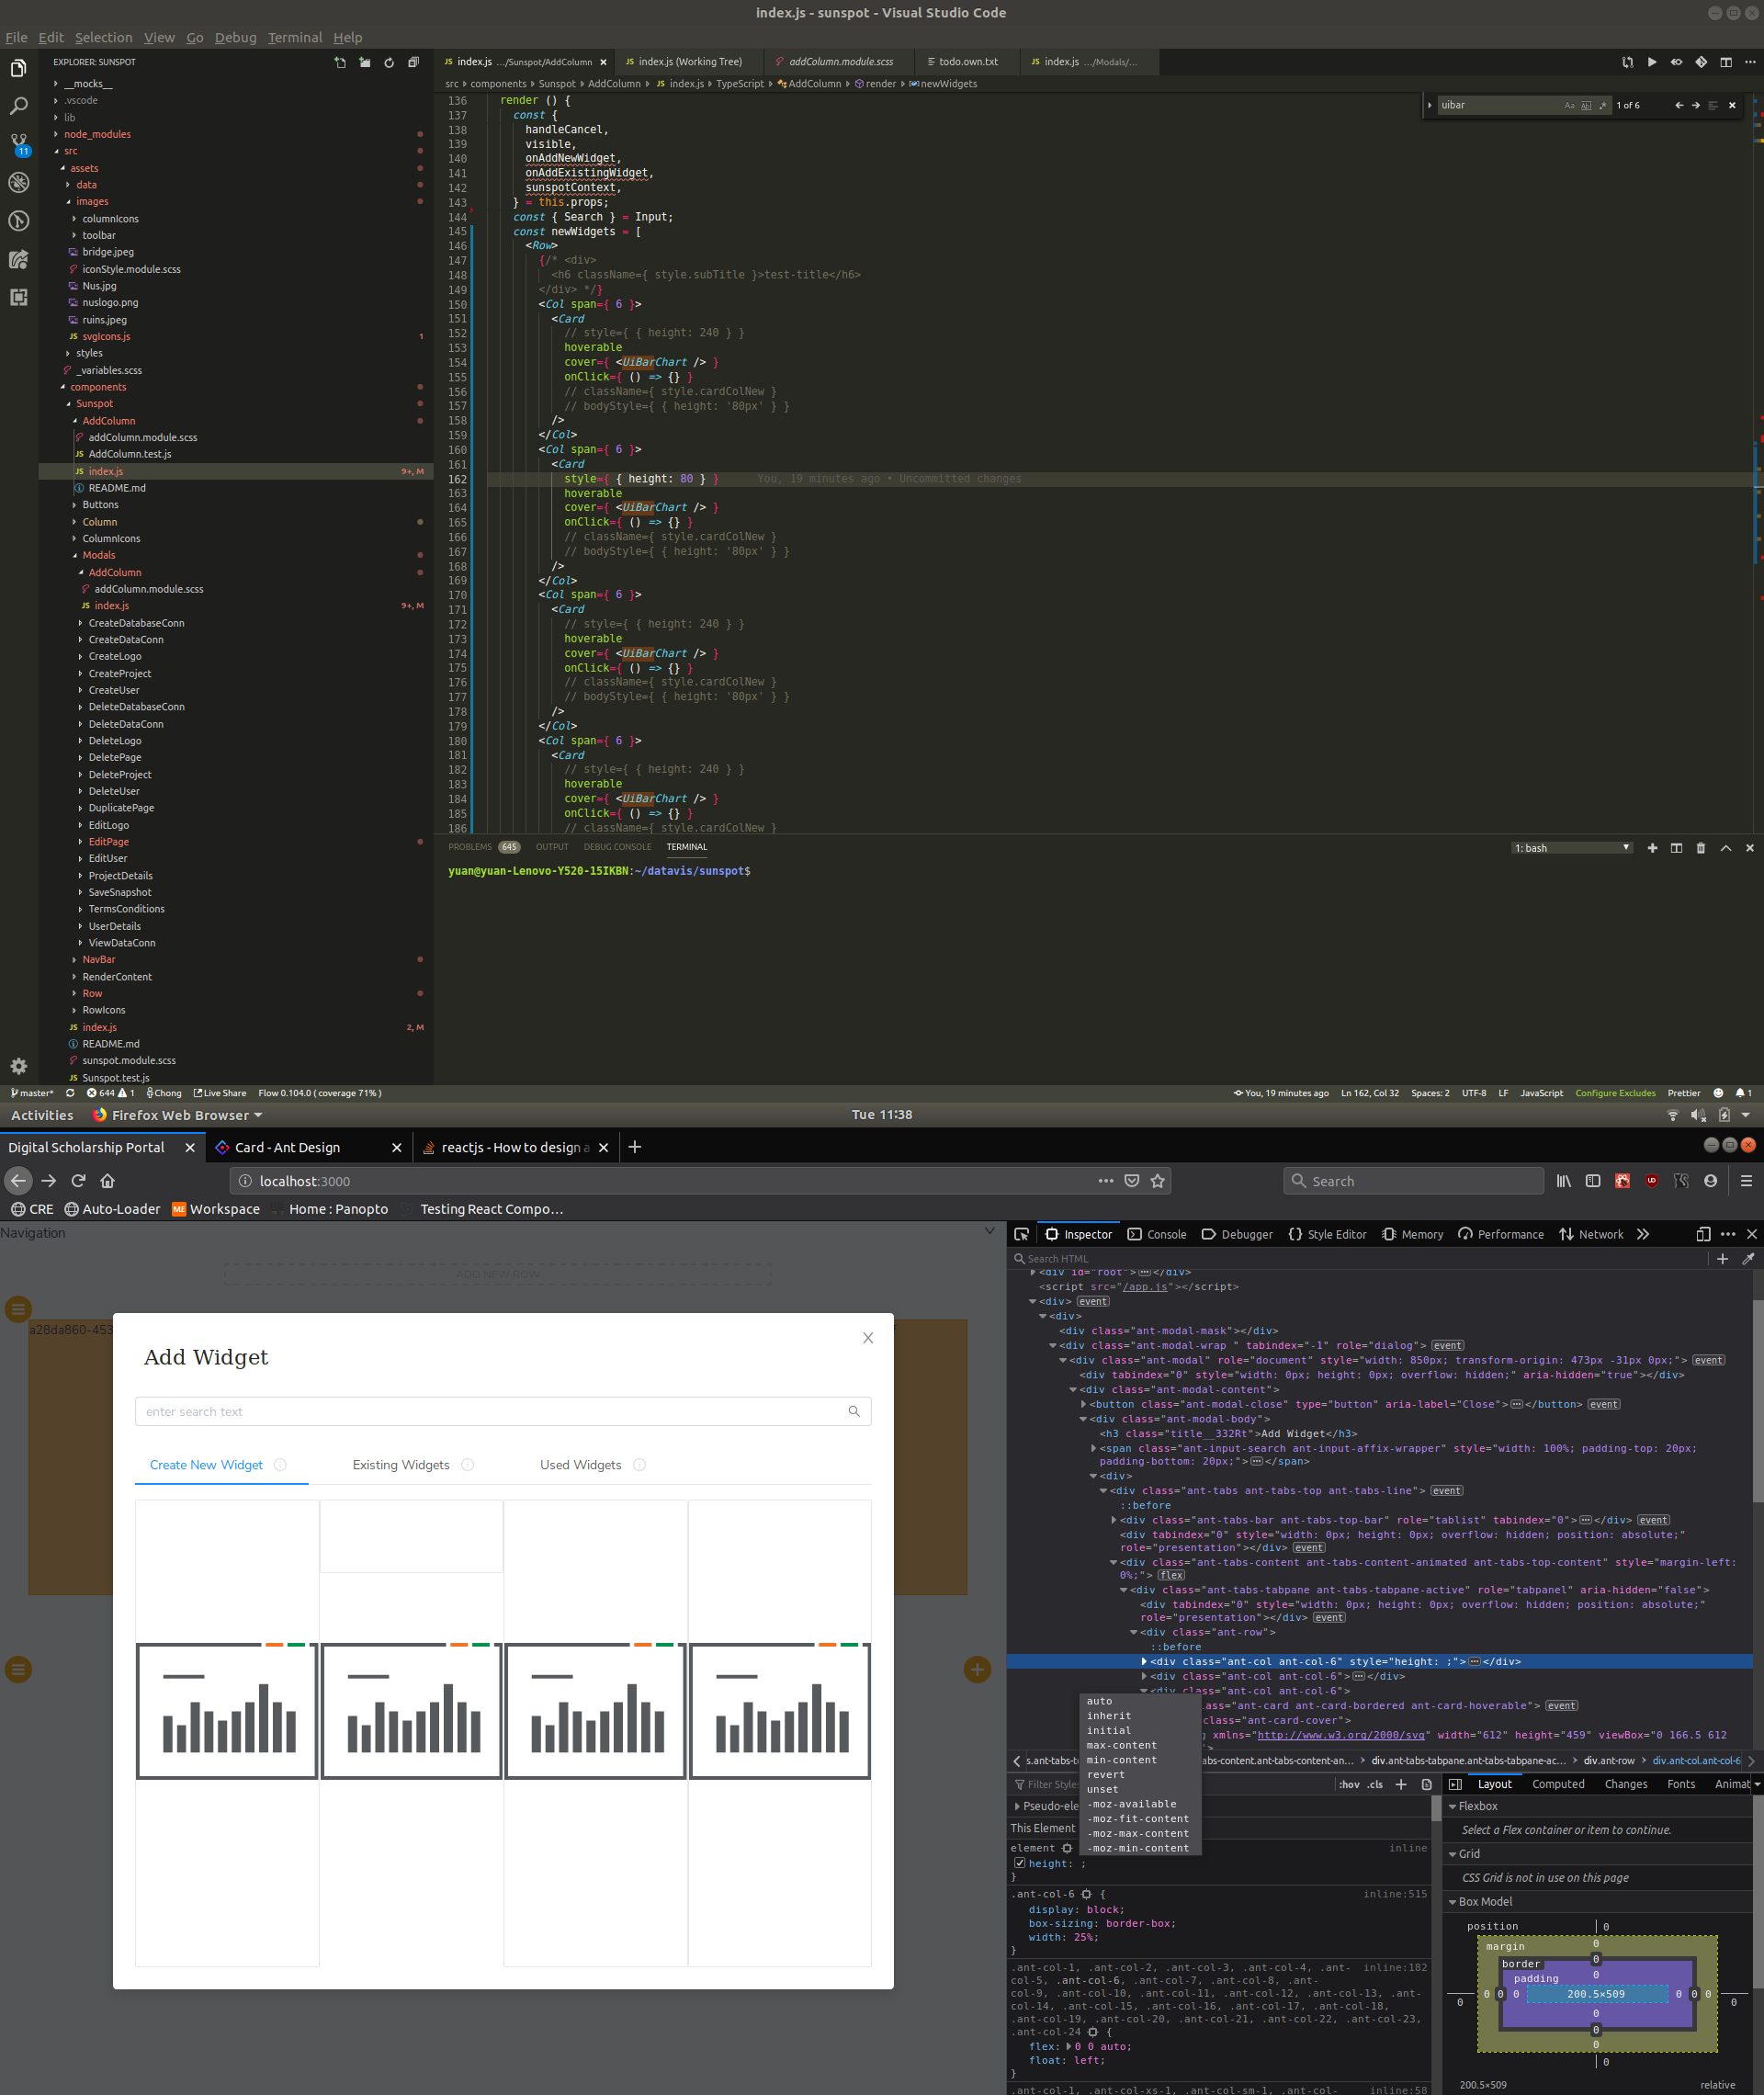 index.js - sunspot - Visual Studio Code
File Edit Selection View Go Debug Terminal Help
EXPLORER: SUNSPOT
__mocks__
.vscode
lib
node_modules
src
assets
data
images
columnIcons
toolbar
bridge.jpeg
iconStyle.module.scss
Nus.jpg
nuslogo.png
ruins.jpeg
svgIcons.js 1
styles
_variables.scss
components
Sunspot
AddColumn
addColumn.module.scss
AddColumn.test.js
index.js 9+, M
README.md
Buttons
Column
ColumnIcons
Modals
AddColumn
addColumn.module.scss
index.js 9+, M
CreateDatabaseConn
CreateDataConn
CreateLogo
CreateProject
CreateUser
DeleteDatabaseConn
DeleteDataConn
DeleteLogo
DeletePage
DeleteProject
DeleteUser
DuplicatePage
EditLogo
EditPage
EditUser
ProjectDetails
SaveSnapshot
TermsConditions
UserDetails
ViewDataConn
NavBar
RenderContent
Row
RowIcons
index.js 2, M
README.md
sunspot.module.scss
Sunspot.test.js
11
index.js .../Sunspot/AddColumn
index.js (Working Tree)
addColumn.module.scss
todo.own.txt
index.js .../Modals/...
src components Sunspot AddColumn index.js TypeScript AddColumn render newWidgets
uibar 1 of 6
136 render () {
137 const {
138 handleCancel,
139 visible,
140 onAddNewWidget,
141 onAddExistingWidget,
142 sunspotContext,
143 } = this.props;
144 const { Search } = Input;
145 const newWidgets = [
146 <Row>
147 {/* <div>
148 <h6 className={ style.subTitle }>test-title</h6>
149 </div> */}
150 <Col span={ 6 }>
151 <Card
152 // style={ { height: 240 } }
153 hoverable
154 cover={ <UiBarChart /> }
155 onClick={ () => {} }
156 // className={ style.cardColNew }
157 // bodyStyle={ { height: '80px' } }
158 />
159 </Col>
160 <Col span={ 6 }>
161 <Card
162 style={ { height: 80 } } You, 19 minutes ago • Uncommitted changes
163 hoverable
164 cover={ <UiBarChart /> }
165 onClick={ () => {} }
166 // className={ style.cardColNew }
167 // bodyStyle={ { height: '80px' } }
168 />
169 </Col>
170 <Col span={ 6 }>
171 <Card
172 // style={ { height: 240 } }
173 hoverable
174 cover={ <UiBarChart /> }
175 onClick={ () => {} }
176 // className={ style.cardColNew }
177 // bodyStyle={ { height: '80px' } }
178 />
179 </Col>
180 <Col span={ 6 }>
181 <Card
182 // style={ { height: 240 } }
183 hoverable
184 cover={ <UiBarChart /> }
185 onClick={ () => {} }
186 // className={ style.cardColNew }
PROBLEMS 645 OUTPUT DEBUG CONSOLE TERMINAL
1: bash
yuan@yuan-Lenovo-Y520-15IKBN:~/datavis/sunspot$
master* 644 1 Chong Live Share Flow 0.104.0 ( coverage 71% )
You, 19 minutes ago Ln 162, Col 32 Spaces: 2 UTF-8 LF JavaScript Configure Excludes Prettier 1
Activities Firefox Web Browser Tue 11:38
Digital Scholarship Portal Card - Ant Design reactjs - How to design a
localhost:3000
Search
CRE Auto-Loader Workspace Home : Panopto Testing React Compo...
Navigation
ADD NEW ROW
a28da860-453
Add Widget
enter search text
Create New Widget Existing Widgets Used Widgets
Inspector Console Debugger Style Editor Memory Performance Network
Search HTML
<div id="root"></div>
<script src="/app.js"></script>
<div> event
<div>
<div class="ant-modal-mask"></div>
<div class="ant-modal-wrap " tabindex="-1" role="dialog"> event
<div class="ant-modal" role="document" style="width: 850px; transform-origin: 473px -31px 0px;"> event
<div tabindex="0" style="width: 0px; height: 0px; overflow: hidden;" aria-hidden="true"></div>
<div class="ant-modal-content">
<button class="ant-modal-close" type="button" aria-label="Close"></button> event
<div class="ant-modal-body">
<h3 class="title__332Rt">Add Widget</h3>
<span class="ant-input-search ant-input-affix-wrapper" style="width: 100%; padding-top: 20px;
padding-bottom: 20px;"></span>
<div>
<div class="ant-tabs ant-tabs-top ant-tabs-line"> event
::before
<div class="ant-tabs-bar ant-tabs-top-bar" role="tablist" tabindex="0"></div> event
<div tabindex="0" style="width: 0px; height: 0px; overflow: hidden; position: absolute;"
role="presentation"></div> event
<div class="ant-tabs-content ant-tabs-content-animated ant-tabs-top-content" style="margin-left:
0%;"> flex
<div class="ant-tabs-tabpane ant-tabs-tabpane-active" role="tabpanel" aria-hidden="false">
<div tabindex="0" style="width: 0px; height: 0px; overflow: hidden; position: absolute;"
role="presentation"></div> event
<div class="ant-row">
::before
<div class="ant-col ant-col-6" style="height: ;"></div>
<div class="ant-col ant-col-6"></div>
<div class="ant-col ant-col-6">
lass="ant-card ant-card-bordered ant-card-hoverable"> event
class="ant-card-cover">
g xmlns="http://www.w3.org/2000/svg" width="612" height="459" viewBox="0 166.5 612
auto
inherit
initial
max-content
min-content
revert
unset
-moz-available
-moz-fit-content
-moz-max-content
-moz-min-content
s.ant-tabs-t abs-content.ant-tabs-content-an... div.ant-tabs-tabpane.ant-tabs-tabpane-ac... div.ant-row div.ant-col.ant-col-6
Filter Style :hov .cls
Pseudo-ele
This Element
element inline
height: ;
}
.ant-col-6 { inline:515
display: block;
box-sizing: border-box;
width: 25%;
}
.ant-col-1, .ant-col-2, .ant-col-3, .ant-col-4, .ant- inline:182
col-5, .ant-col-6, .ant-col-7, .ant-col-8, .ant-
col-9, .ant-col-10, .ant-col-11, .ant-col-12, .ant-col-13, .ant-col-
14, .ant-col-15, .ant-col-16, .ant-col-17, .ant-col-18,
.ant-col-19, .ant-col-20, .ant-col-21, .ant-col-22, .ant-col-23,
.ant-col-24 {
flex: 0 0 auto;
float: left;
}
.ant-col-1, .ant-col-xs-1, .ant-col-sm-1, .ant-col- inline:58
Layout Computed Changes Fonts Animat
Flexbox
Select a Flex container or item to continue.
Grid
CSS Grid is not in use on this page
Box Model
position 0
margin 0
border 0
padding 0
0 0 0 0 200.5×509 0 0 0 0
0
0
0
0
200.5×509 relative